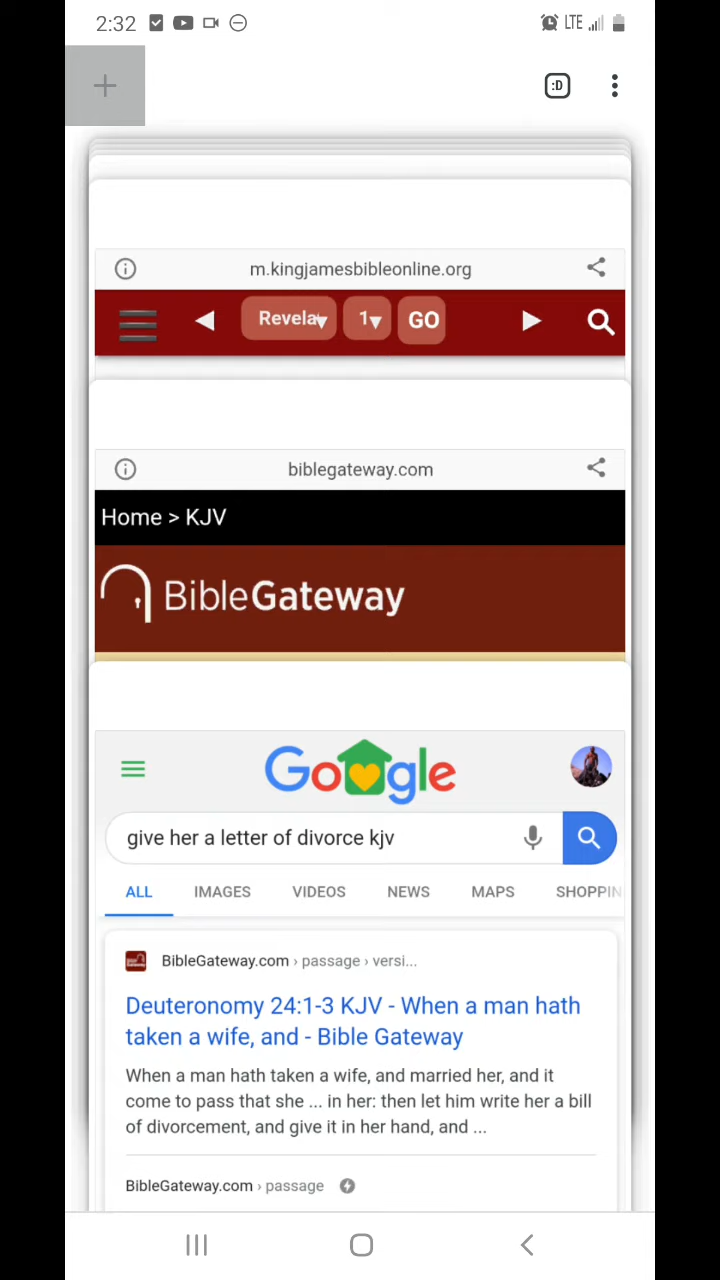 2:32 LTE
:D
m.kingjamesbibleonline.org
Revela 1 GO
biblegateway.com
Home > KJV
BibleGateway
Google
give her a letter of divorce kjv
ALL IMAGES VIDEOS NEWS MAPS SHOPPIN
BibleGateway.com › passage › versi...
Deuteronomy 24:1-3 KJV - When a man hath
taken a wife, and - Bible Gateway
When a man hath taken a wife, and married her, and it
come to pass that she ... in her: then let him write her a bill
of divorcement, and give it in her hand, and ...
BibleGateway.com › passage